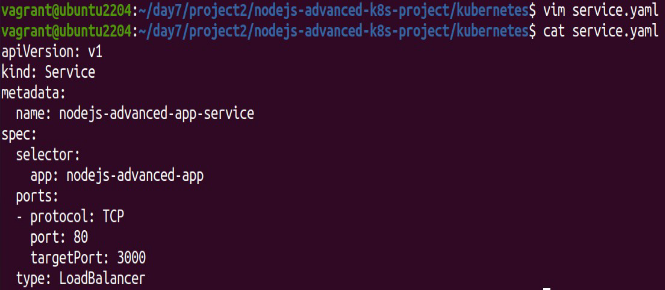 vagrant@ubuntu2204:~/day7/project2/nodejs-advanced-k8s-project/kubernetes$ vim service.yaml
vagrant@ubuntu2204:~/day7/project2/nodejs-advanced-k8s-project/kubernetes$ cat service.yaml
apiVersion: v1
kind: Service
metadata:
  name: nodejs-advanced-app-service
spec:
  selector:
    app: nodejs-advanced-app
  ports:
  - protocol: TCP
    port: 80
    targetPort: 3000
  type: LoadBalancer